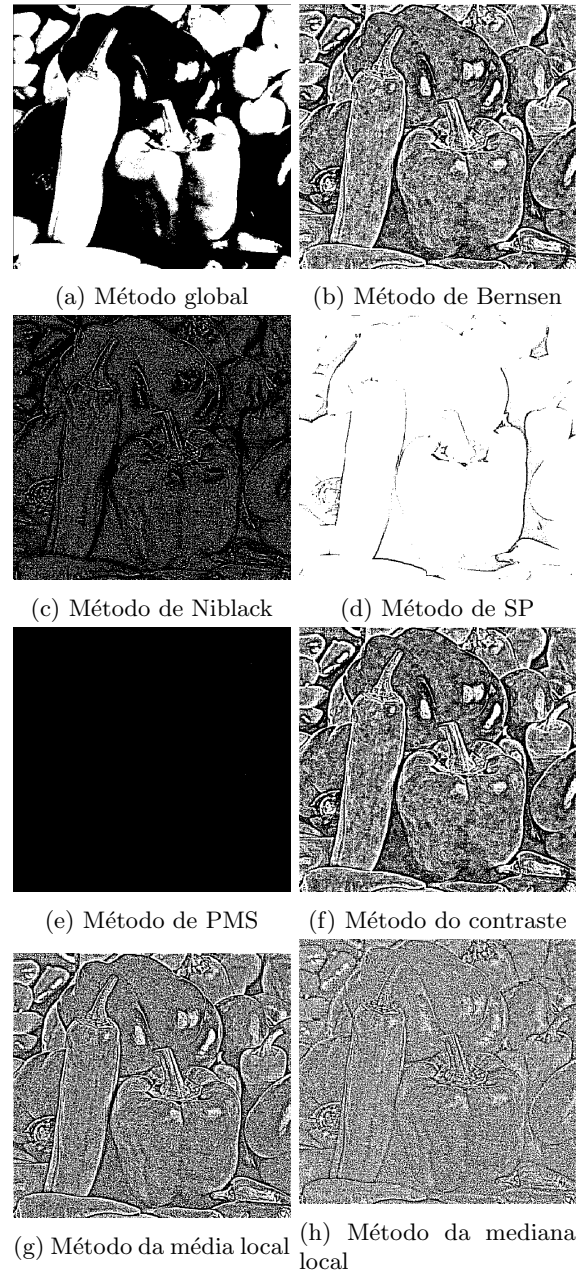 (a) Método global
(b) Método de Bernsen
(c) Método de Niblack
(d) Método de SP
(e) Método de PMS
(f) Método do contraste
(g) Método da média local
(h) Método da mediana
local